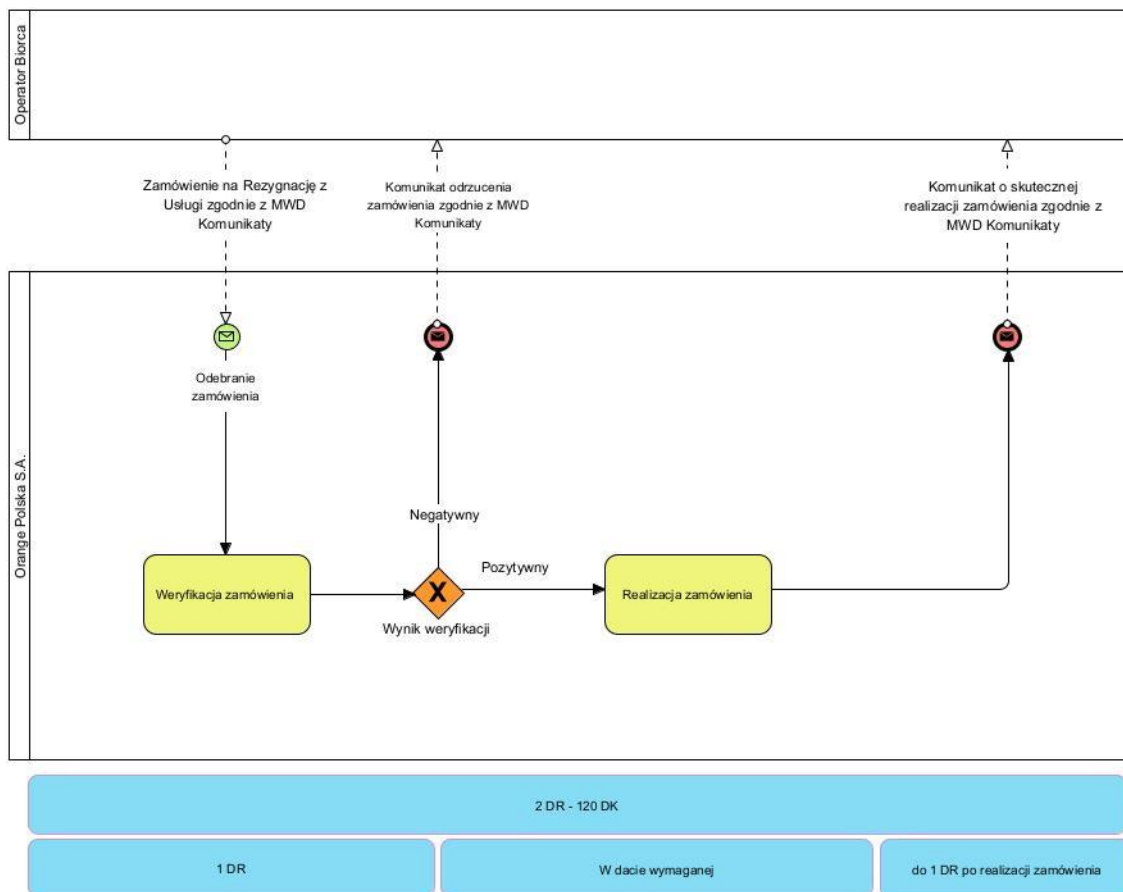 Operator Biorca
Zamówienie na Rezygnację z
Usługi zgodnie z MWD
Komunikaty
Komunikat odrzucenia
zamówienia zgodnie z MWD
Komunikaty
Komunikat o skutecznej
realizacji zamówienia zgodnie z
MWD Komunikaty
Orange Polska S.A.
Odebranie
zamówienia
Negatywny
Pozytywny
Weryfikacja zamówienia
X
Realizacja zamówienia
Wynik weryfikacji
2 DR - 120 DK
1 DR
W dacie wymaganej
do 1 DR po realizacji zamówienia